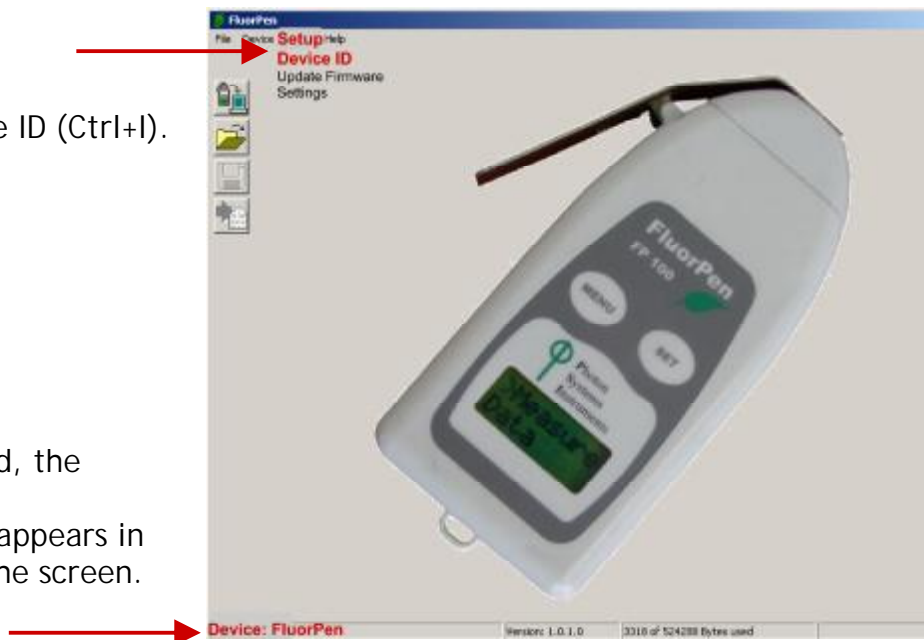 FluorPen
File Device Setup Help
Device ID
Update Firmware
Settings
e ID (Ctrl+I).
FluorPen
FP 100
MENU
SET
Photon
Systems
Instruments
>Measure
Data
d, the
appears in
ne screen.
Device: FluorPen
Version: 1.0.1.0
3318 of 524288 Bytes used